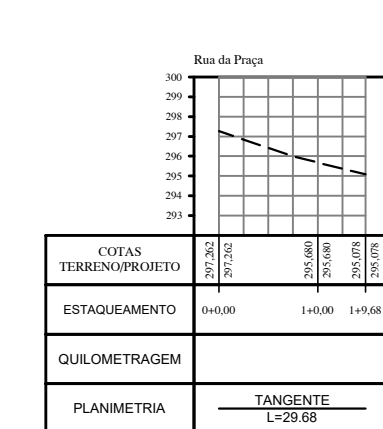 Rua da Praça
300
299
298
297
296
295
294
293
COTAS
TERRENO/PROJETO
297,262
297,262
295,680
295,680
295,078
295,078
ESTAQUEAMENTO
0+0,00
1+0,00
1+9,68
QUILOMETRAGEM
PLANIMETRIA
TANGENTE
L=29.68